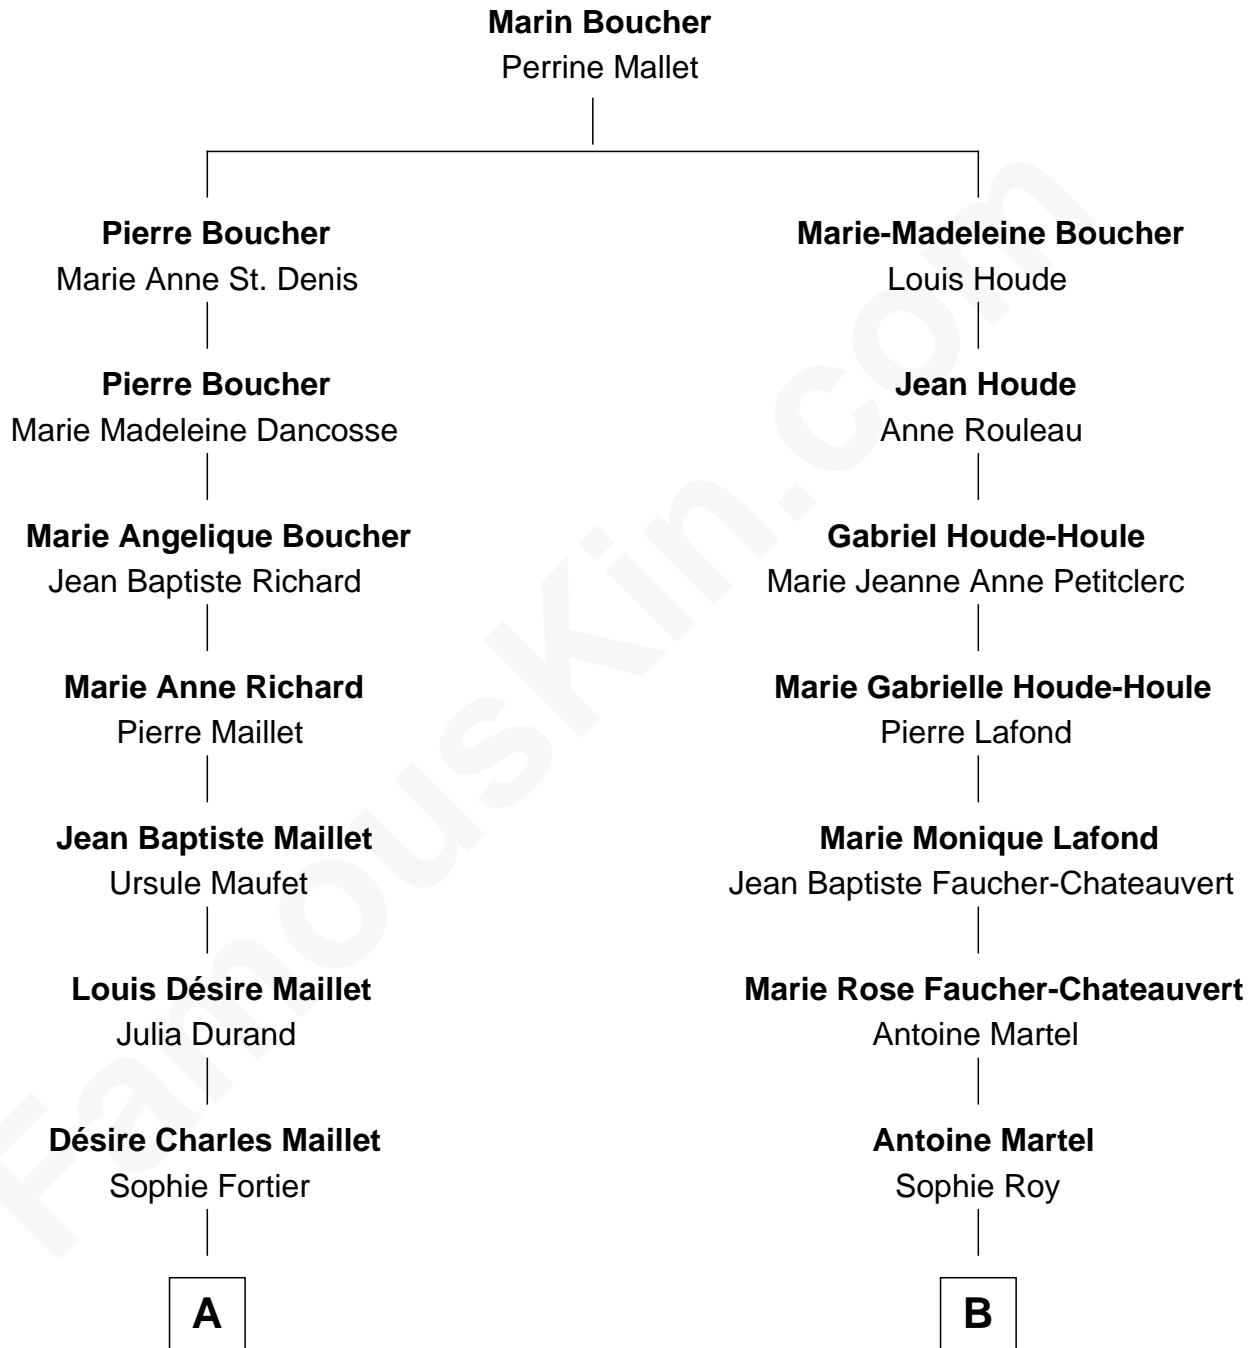 Marin Boucher
Perrine Mallet
Pierre Boucher
Marie Anne St. Denis
Marie-Madeleine Boucher
Louis Houde
Pierre Boucher
Marie Madeleine Dancosse
Jean Houde
Anne Rouleau
Marie Angelique Boucher
Jean Baptiste Richard
Gabriel Houde-Houle
Marie Jeanne Anne Petitclerc
Marie Anne Richard
Pierre Maillet
Marie Gabrielle Houde-Houle
Pierre Lafond
Jean Baptiste Maillet
Ursule Maufet
Marie Monique Lafond
Jean Baptiste Faucher-Chateauvert
Louis Désire Maillet
Julia Durand
Marie Rose Faucher-Chateauvert
Antoine Martel
Désire Charles Maillet
Sophie Fortier
Antoine Martel
Sophie Roy
A
B
FamousKin.com